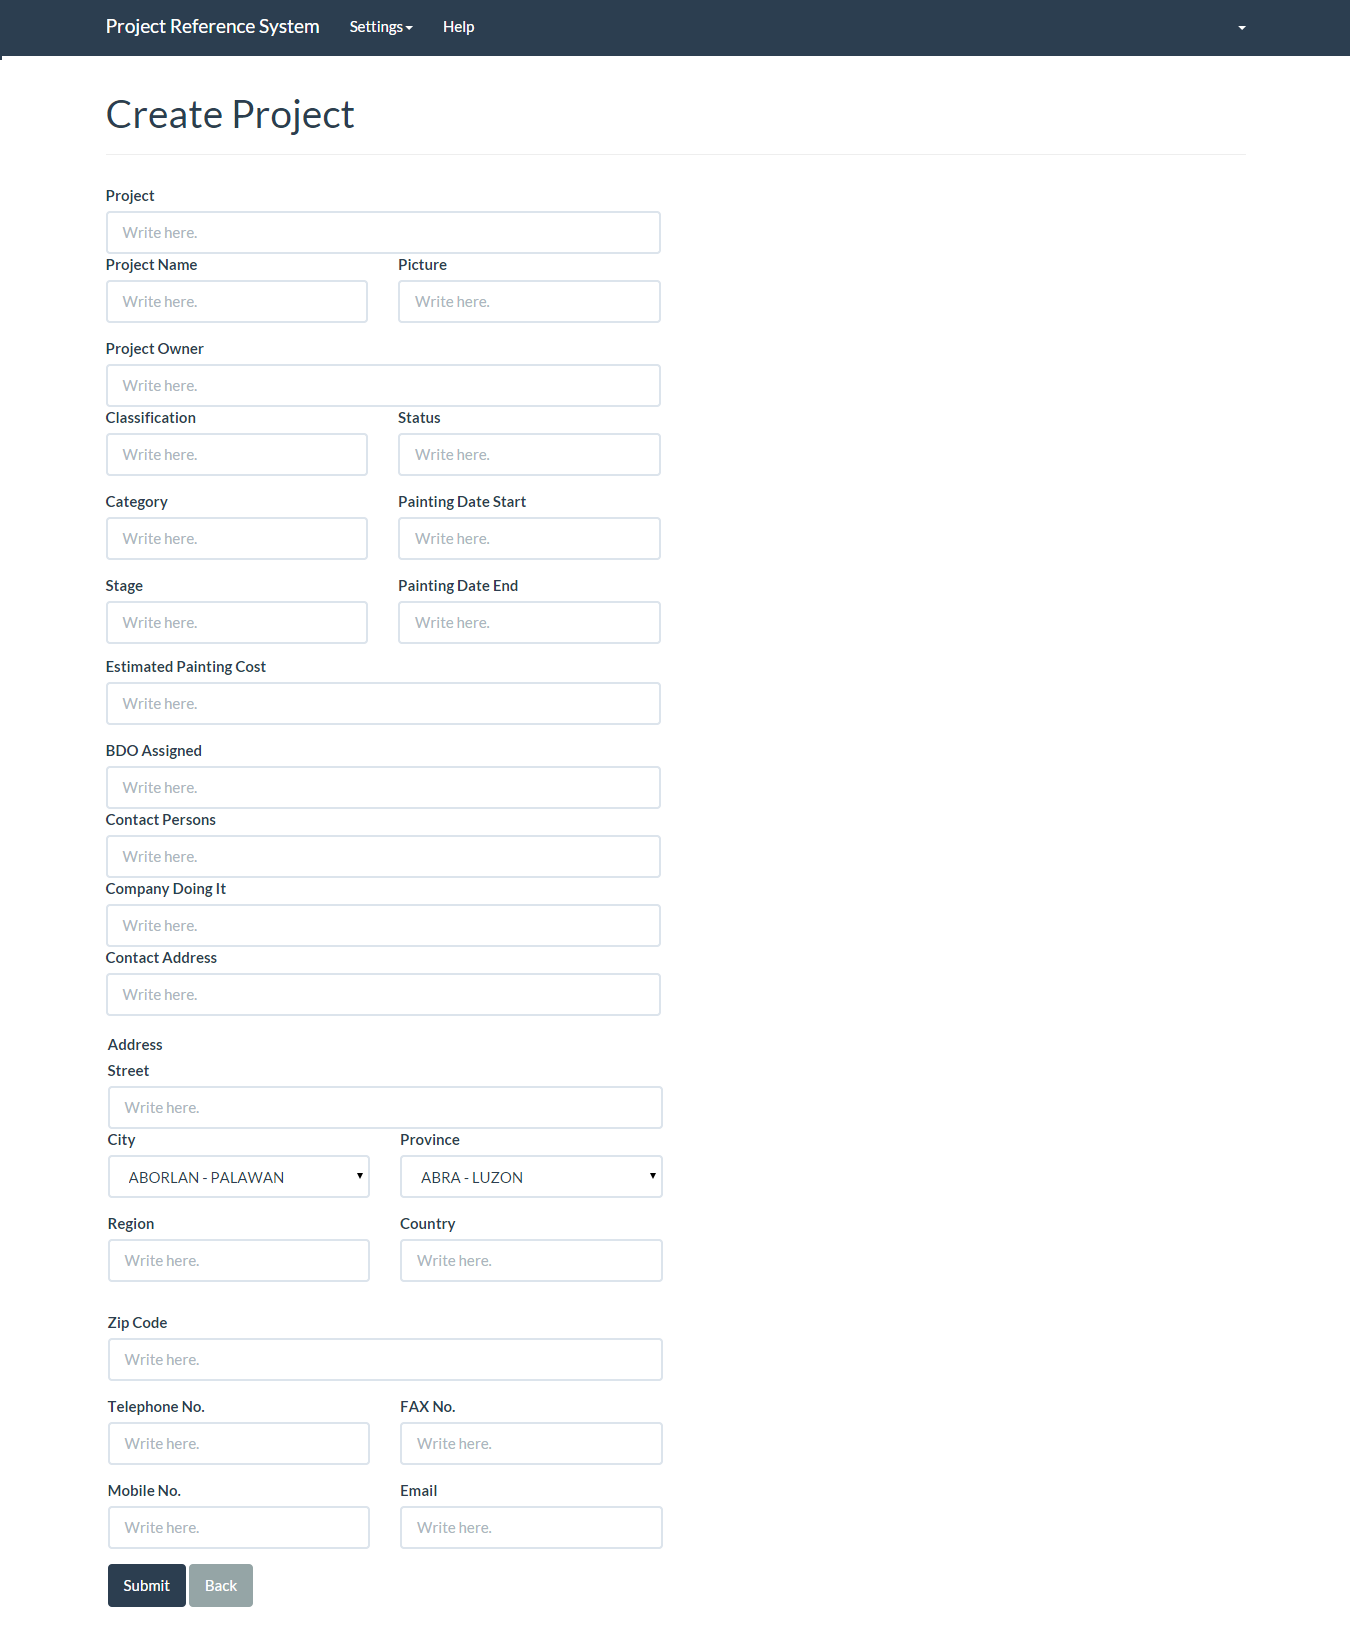 Project Reference System Settings Help
Create Project
Project
Write here.
Project Name Picture
Write here. Write here.
Project Owner
Write here.
Classification Status
Write here. Write here.
Category Painting Date Start
Write here. Write here.
Stage Painting Date End
Write here. Write here.
Estimated Painting Cost
Write here.
BDO Assigned
Write here.
Contact Persons
Write here.
Company Doing It
Write here.
Contact Address
Write here.
Address
Street
Write here.
City Province
ABORLAN - PALAWAN ABRA - LUZON
Region Country
Write here. Write here.
Zip Code
Write here.
Telephone No. FAX No.
Write here. Write here.
Mobile No. Email
Write here. Write here.
Submit Back